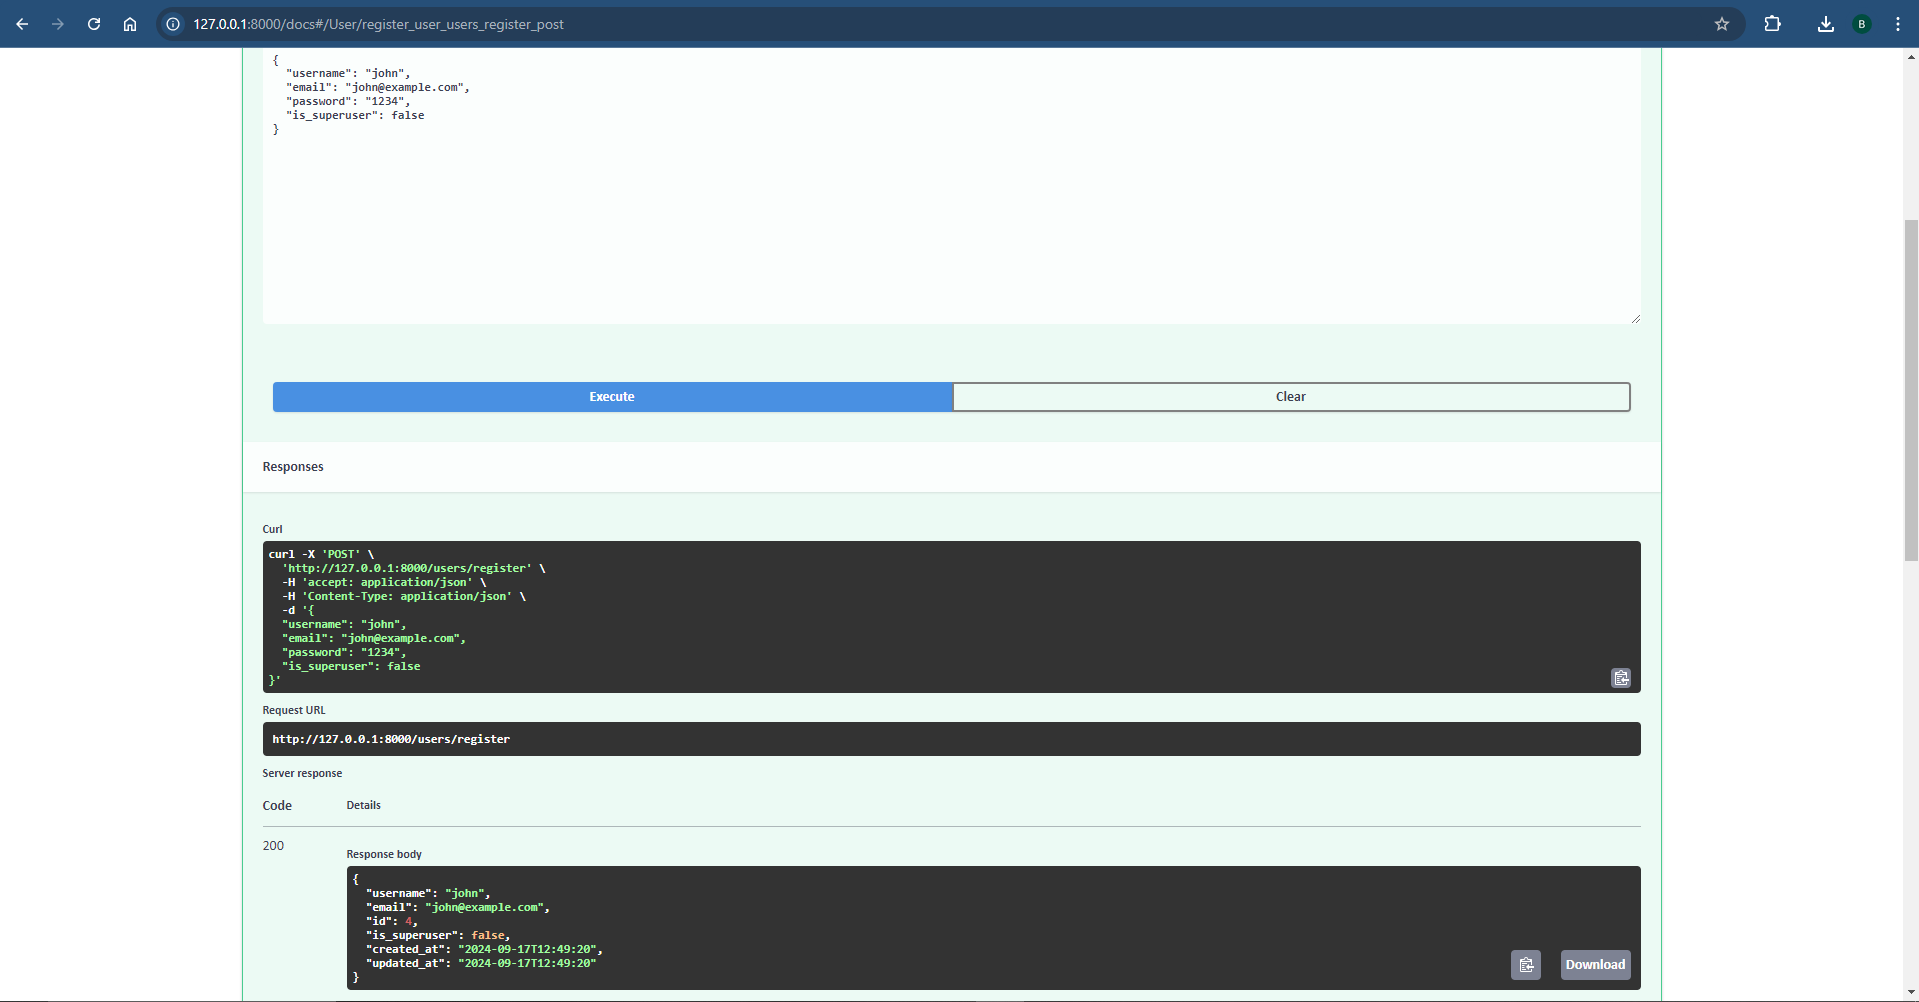 127.0.0.1:8000/docs#/User/register_user_users_register_post
B
{
  "username": "john",
  "email": "john@example.com",
  "password": "1234",
  "is_superuser": false
}
Execute
Clear
Responses
Curl
curl -X 'POST' \
  'http://127.0.0.1:8000/users/register' \
  -H 'accept: application/json' \
  -H 'Content-Type: application/json' \
  -d '{
  "username": "john",
  "email": "john@example.com",
  "password": "1234",
  "is_superuser": false
}'
Request URL
http://127.0.0.1:8000/users/register
Server response
Code Details
200
Response body
{
  "username": "john",
  "email": "john@example.com",
  "id": 4,
  "is_superuser": false,
  "created_at": "2024-09-17T12:49:20",
  "updated_at": "2024-09-17T12:49:20"
}
Download